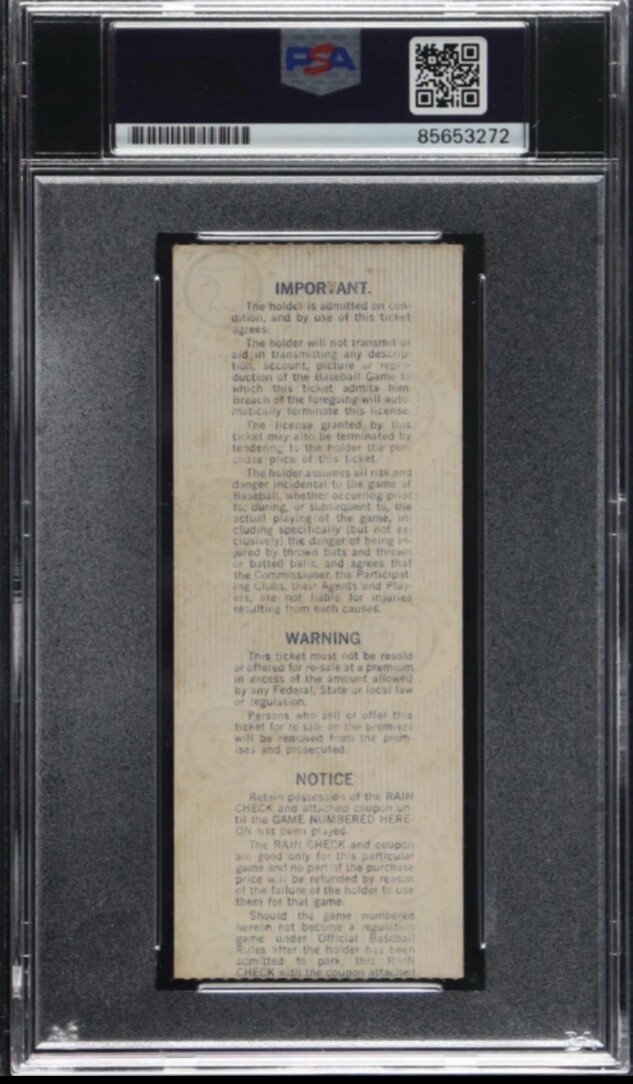 PSA
85653272
IMPORTANT.
The holder is admitted on con-
dition, and by use of this ticket
agrees:
The holder will not transmit or
aid in transmitting any descrip-
tion, account, picture or repro-
duction of the Baseball Game to
which this ticket admits him
Breach of the foregoing will auto-
matically terminate this license.
The license granted by this
ticket may also be terminated by
tendering to the holder the pur-
chase price of this ticket.
The holder assumes all risk and
danger incidental to the game of
Baseball, whether occurring prior
to, during, or subsequent to, the
actual playing of the game, in-
cluding specifically (but not ex-
clusively) the danger of being in-
jured by thrown bats and thrown
or batted balls, and agrees that
the Commissioner, the Participat-
ing Clubs, their Agents and Play-
ers, are not liable for injuries
resulting from such causes.
WARNING
This ticket must not be resold
or offered for re-sale at a premium
in excess of the amount allowed
by any Federal, State or local law
or regulation.
Persons who sell or offer this
ticket for re-sale on the premises
will be removed from the prem-
ises and prosecuted.
NOTICE
Retain possession of the RAIN
CHECK and attached coupon un-
til the GAME NUMBERED HERE-
ON has been played.
The RAIN CHECK and coupon
are good only for this particular
game and no part of the purchase
price will be refunded by reason
of the failure of the holder to use
them for that game.
Should the game numbered
hereon not become a regulation
game under Official Baseball
Rules after the holder has been
admitted to park, this RAIN
CHECK with the coupon attached